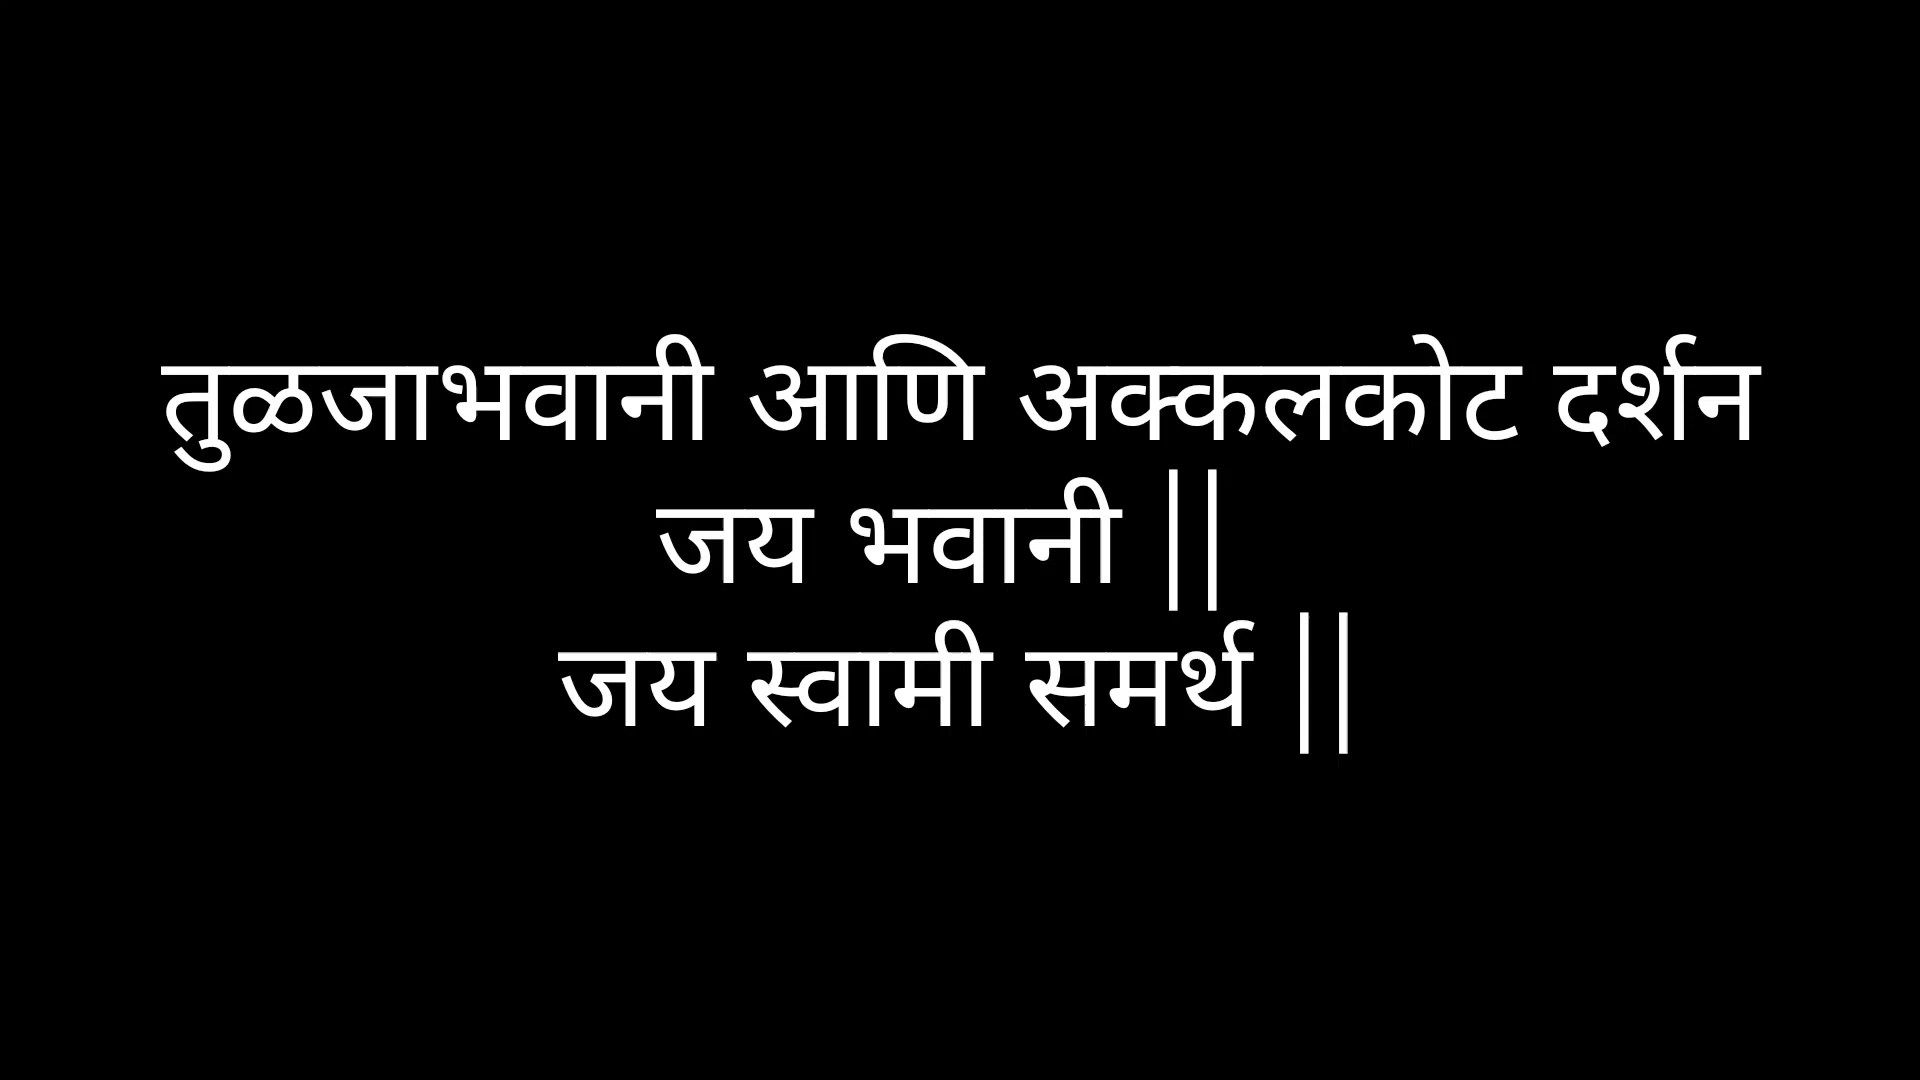 तुळजाभवानी आणि अक्कलकोट दर्शन
जय भवानी ||
जय स्वामी समर्थ ||